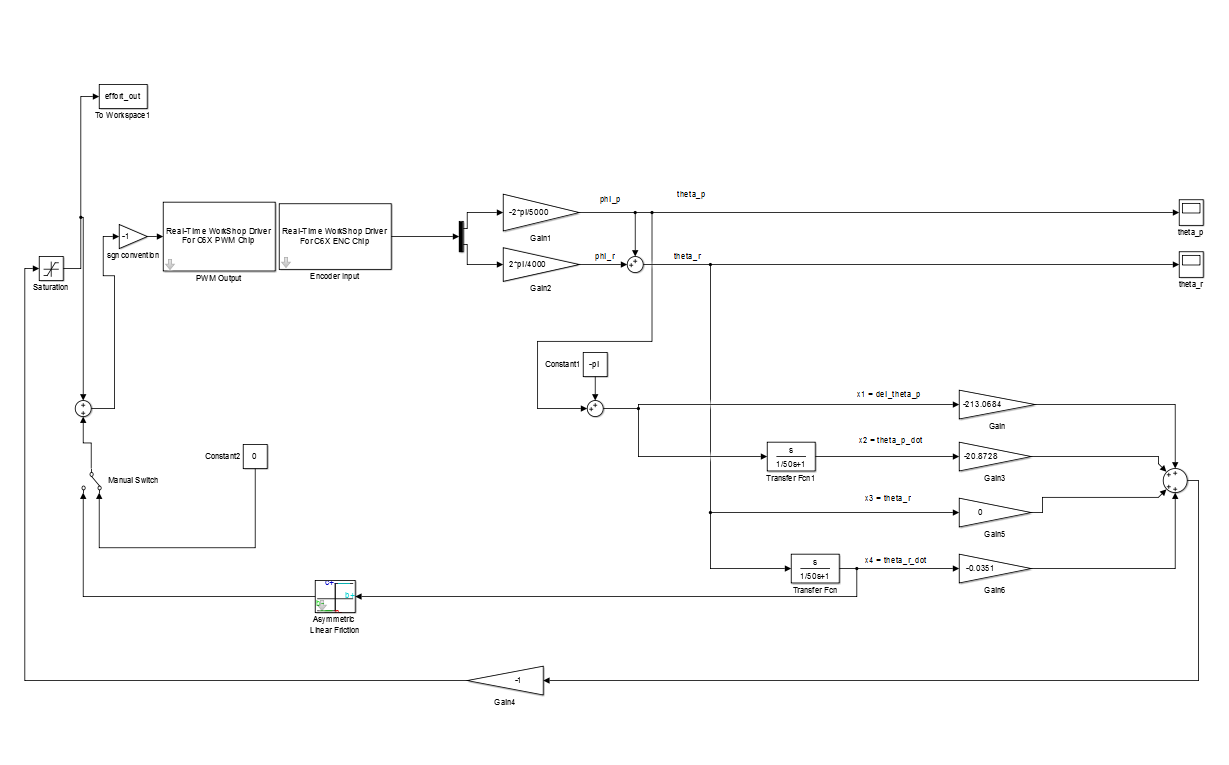 effort_out
To Workspace1
phi_p
theta_p
-2*pi/5000
Gain1
theta_p
-1
sgn convention
Real-Time WorkShop Driver
For C6X PWM Chip
PWM Output
Real-Time WorkShop Driver
For C6X ENC Chip
Encoder Input
phi_r
theta_r
2*pi/4000
Gain2
theta_r
Saturation
Constant1
-pi
x1 = del_theta_p
-213.0684
Gain
x2 = theta_p_dot
s
1/50s+1
Transfer Fcn1
-20.8728
Gain3
Constant2
0
Manual Switch
x3 = theta_r
0
Gain5
x4 = theta_r_dot
s
1/50s+1
Transfer Fcn
-0.0351
Gain6
Asymmetric
Linear Friction
-1
Gain4